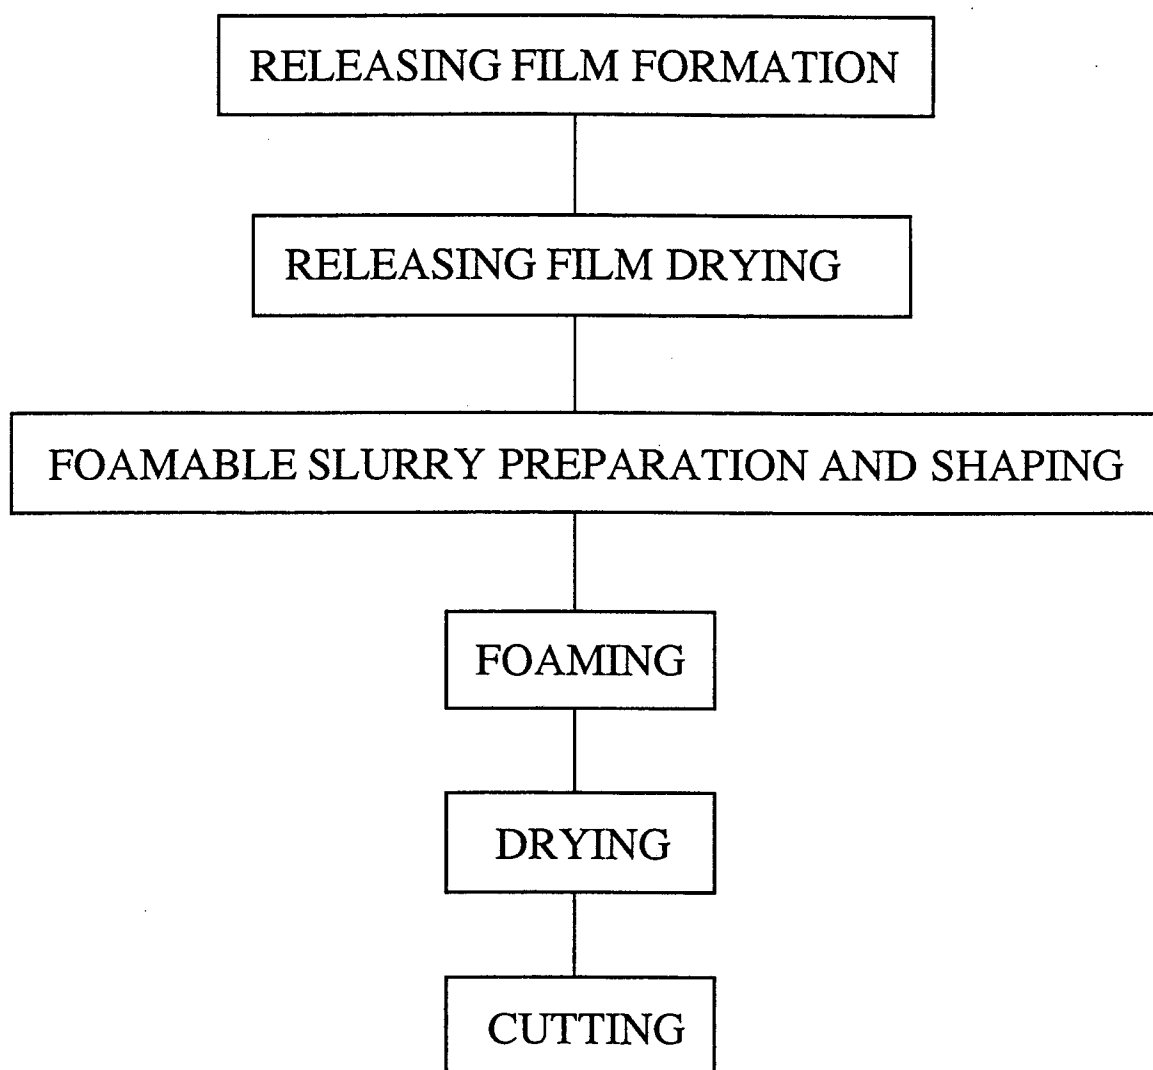 RELEASING FILM FORMATION
RELEASING FILM DRYING
FOAMABLE SLURRY PREPARATION AND SHAPING
FOAMING
DRYING
CUTTING